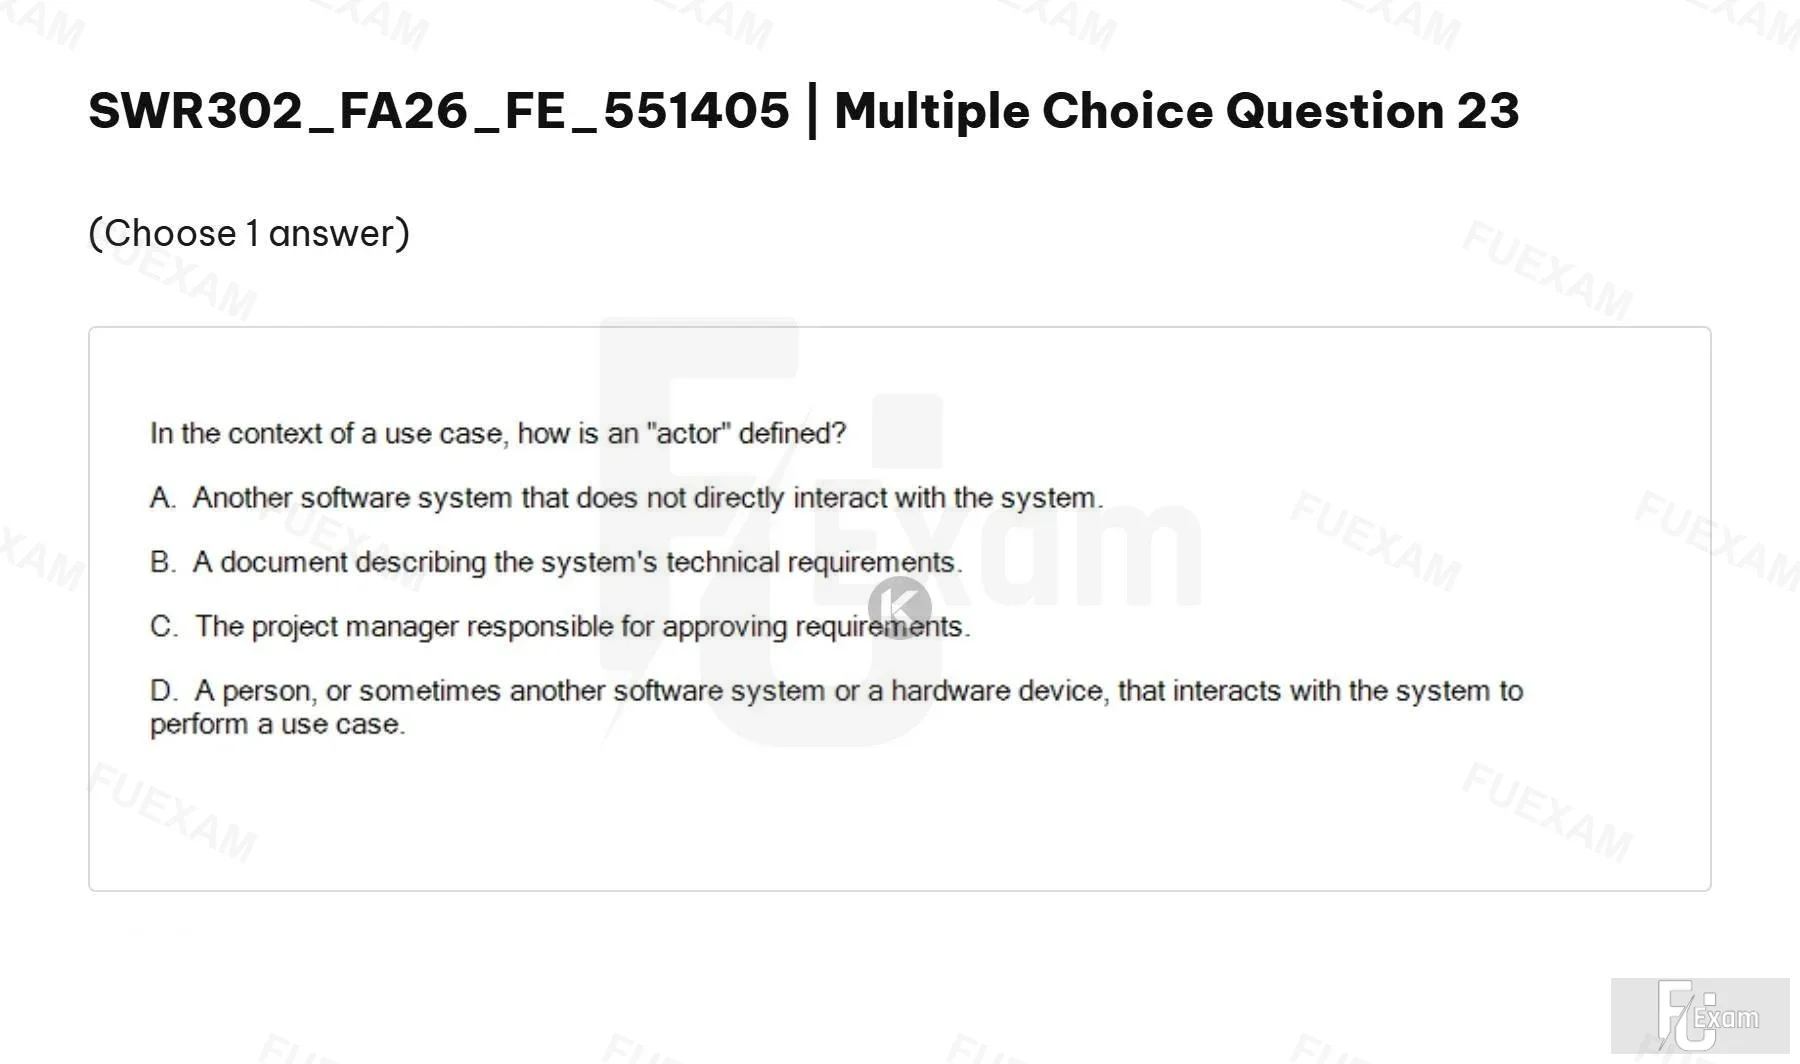 SWR302_FA26_FE_551405 | Multiple Choice Question 23
(Choose 1 answer)
In the context of a use case, how is an "actor" defined?
A. Another software system that does not directly interact with the system.
B. A document describing the system's technical requirements.
C. The project manager responsible for approving requirements.
D. A person, or sometimes another software system or a hardware device, that interacts with the system to
perform a use case.
FUEXAM
Exam